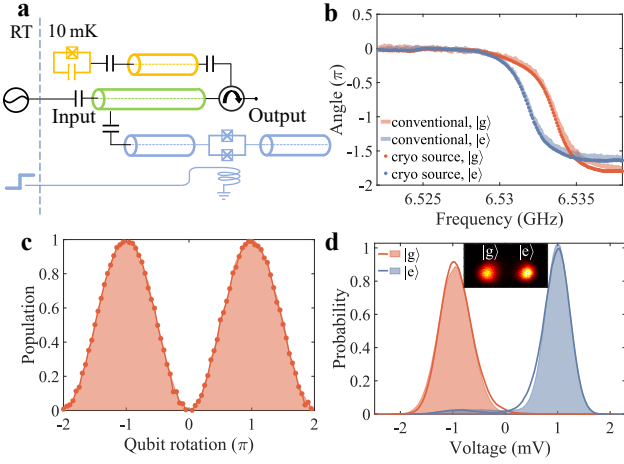 a
RT
10 mK
Input
Output
b
Angle (π)
0
-0.5
-1
-1.5
-2
conventional, |g⟩
conventional, |e⟩
cryo source, |g⟩
cryo source, |e⟩
6.525 6.53 6.535
Frequency (GHz)
c
Population
1
0.8
0.6
0.4
0.2
0
-2 -1 0 1 2
Qubit rotation (π)
d
|g⟩
|e⟩
|g⟩ |e⟩
Probability
1
0.8
0.6
0.4
0.2
0
-2 -1 0 1 2
Voltage (mV)